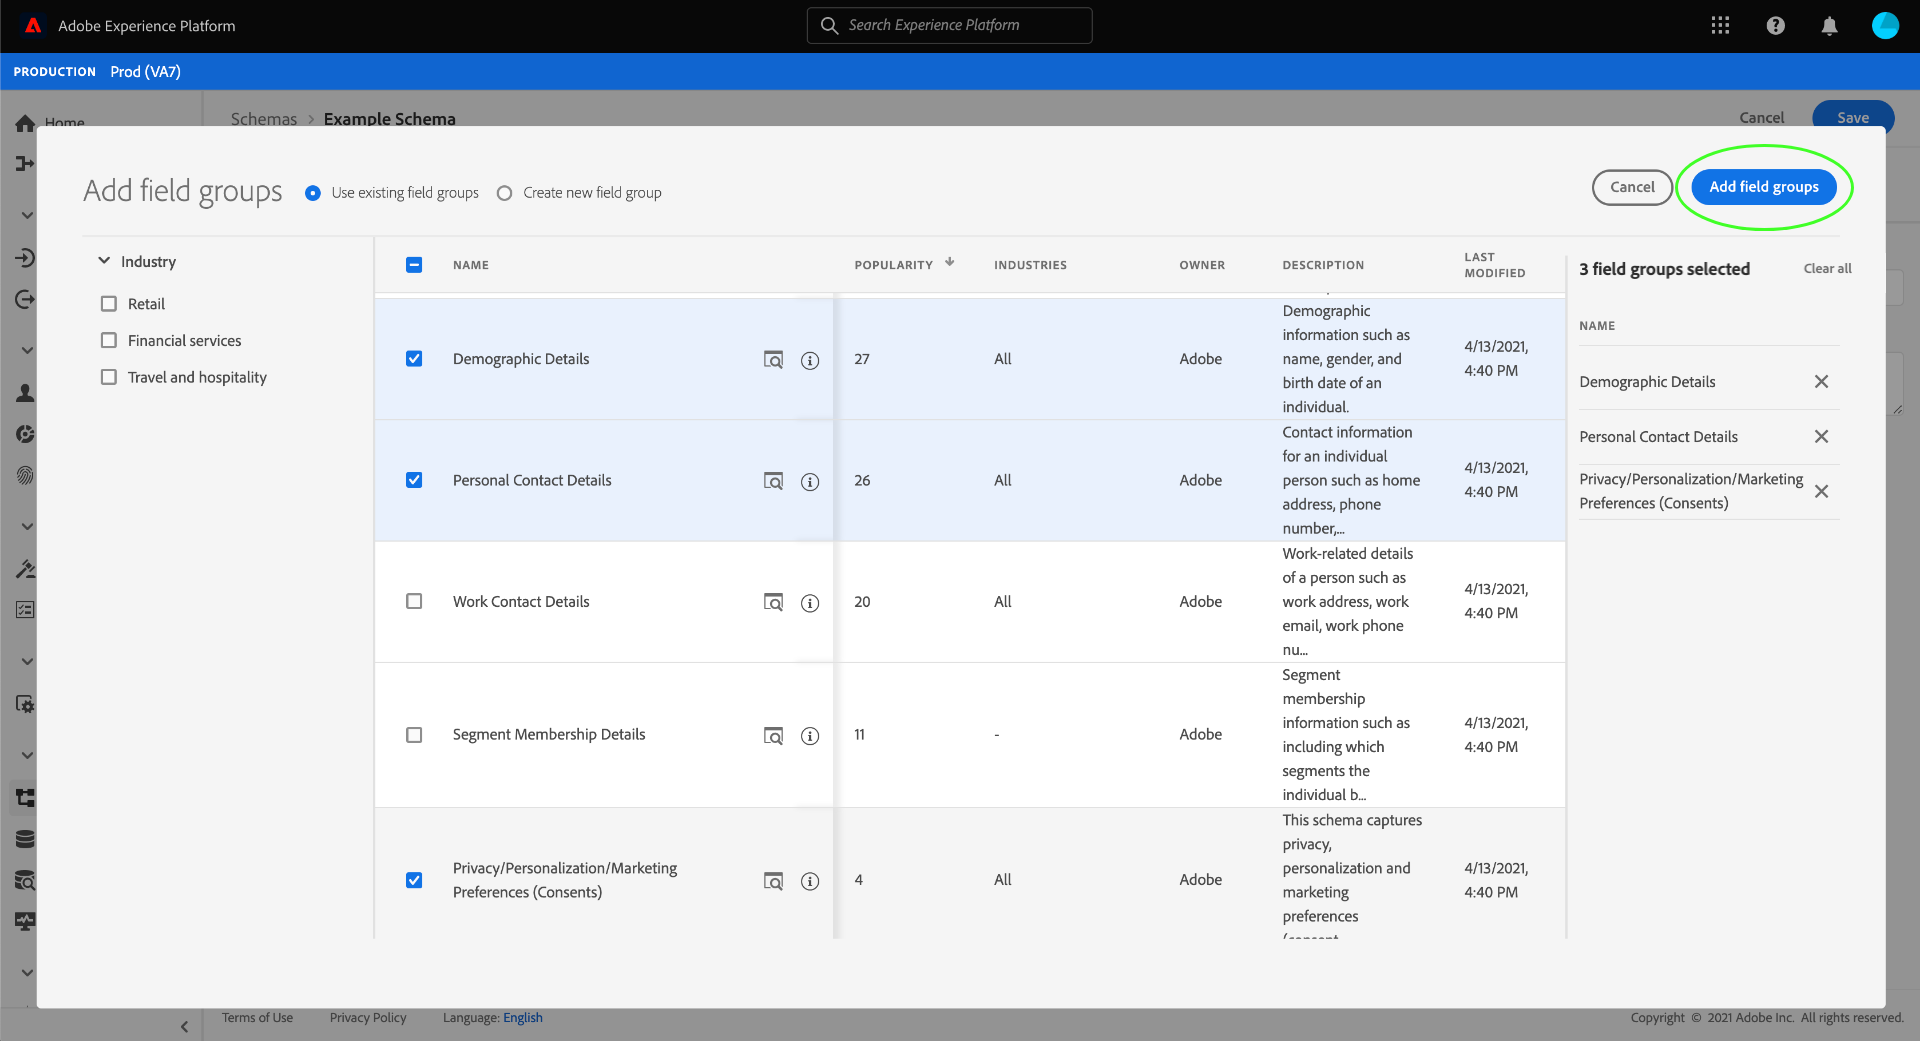 Adobe Experience Platform
Search Experience Platform
PRODUCTION Prod (VA7)
Home
Schemas > Example Schema
Cancel
Save
Add field groups
Use existing field groups
Create new field group
Cancel
Add field groups
Industry
Retail
Financial services
Travel and hospitality
NAME
POPULARITY
INDUSTRIES
OWNER
DESCRIPTION
LAST
MODIFIED
Demographic Details
27
All
Adobe
Demographic
information such as
name, gender, and
birth date of an
individual.
4/13/2021,
4:40 PM
Personal Contact Details
26
All
Adobe
Contact information
for an individual
person such as home
address, phone
number,...
4/13/2021,
4:40 PM
Work Contact Details
20
All
Adobe
Work-related details
of a person such as
work address, work
email, work phone
nu...
4/13/2021,
4:40 PM
Segment Membership Details
11
-
Adobe
Segment
membership
information such as
including which
segments the
individual b...
4/13/2021,
4:40 PM
Privacy/Personalization/Marketing
Preferences (Consents)
4
All
Adobe
This schema captures
privacy,
personalization and
marketing
preferences
(consent
4/13/2021,
4:40 PM
3 field groups selected
Clear all
NAME
Demographic Details
Personal Contact Details
Privacy/Personalization/Marketing
Preferences (Consents)
Terms of Use
Privacy Policy
Language: English
Copyright © 2021 Adobe Inc. All rights reserved.